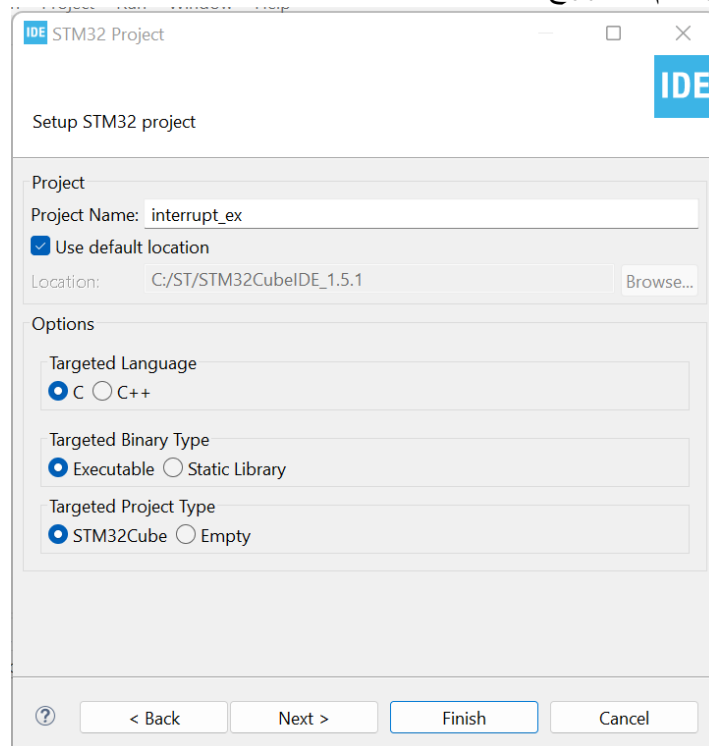 IDE STM32 Project
IDE
Setup STM32 project
Project
Project Name: interrupt_ex
Use default location
Location: C:/ST/STM32CubeIDE_1.5.1 Browse...
Options
Targeted Language
C C++
Targeted Binary Type
Executable Static Library
Targeted Project Type
STM32Cube Empty
? < Back Next > Finish Cancel